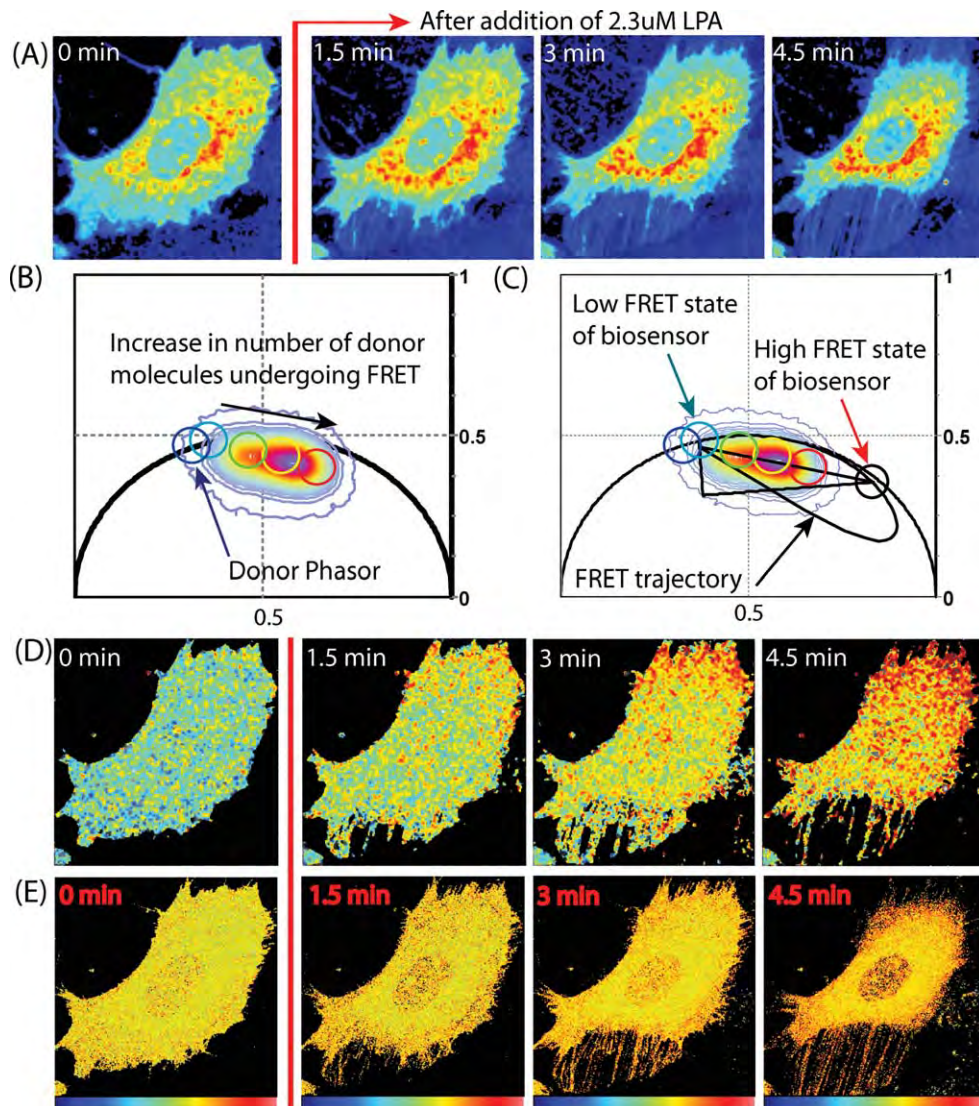 After addition of 2.3uM LPA
(A)
0 min
1.5 min
3 min
4.5 min
(B)
Increase in number of donor
molecules undergoing FRET
Donor Phasor
1
0.5
0
0.5
(C)
Low FRET state
of biosensor
High FRET state
of biosensor
FRET trajectory
1
0.5
0
0.5
(D)
0 min
1.5 min
3 min
4.5 min
(E)
0 min
1.5 min
3 min
4.5 min